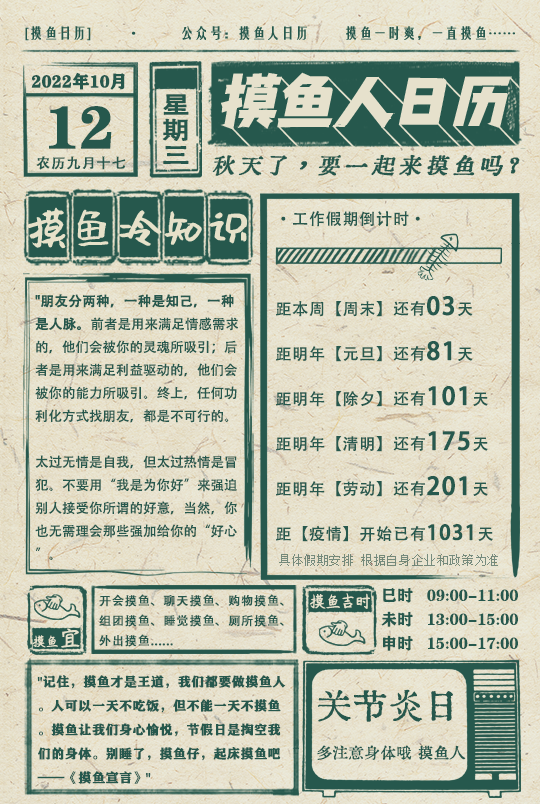 [摸鱼日历] · 公众号：摸鱼人日历 摸鱼一时爽，一直摸鱼……
2022年10月
12
农历九月十七
星期三
摸鱼人日历
秋天了，要一起来摸鱼吗?
摸鱼冷知识
"朋友分两种，一种是知己，一种
是人脉。前者是用来满足情感需求
的，他们会被你的灵魂所吸引；后
者是用来满足利益驱动的，他们会
被你的能力所吸引。终上，任何功
利化方式找朋友，都是不可行的。
太过无情是自我，但太过热情是冒
犯。不要用“我是为你好”来强迫
别人接受你所谓的好意，当然，你
也无需理会那些强加给你的“好心
”
·工作假期倒计时·
距本周【周末】还有03天
距明年【元旦】还有81天
距明年【除夕】还有101天
距明年【清明】还有175天
距明年【劳动】还有201天
距【疫情】开始已有1031天
具体假期安排 根据自身企业和政策为准
摸鱼宜
开会摸鱼、聊天摸鱼、购物摸鱼、
组团摸鱼、睡觉摸鱼、厕所摸鱼、
外出摸鱼……
摸鱼吉时
巳时 09:00-11:00
未时 13:00-15:00
申时 15:00-17:00
"记住，摸鱼才是王道，我们都要做摸鱼人
。人可以一天不吃饭，但不能一天不摸鱼
。摸鱼让我们身心愉悦，节假日是掏空我
们的身体。别睡了，摸鱼仔，起床摸鱼吧
——《摸鱼宣言》"
关节炎日
多注意身体哦 摸鱼人